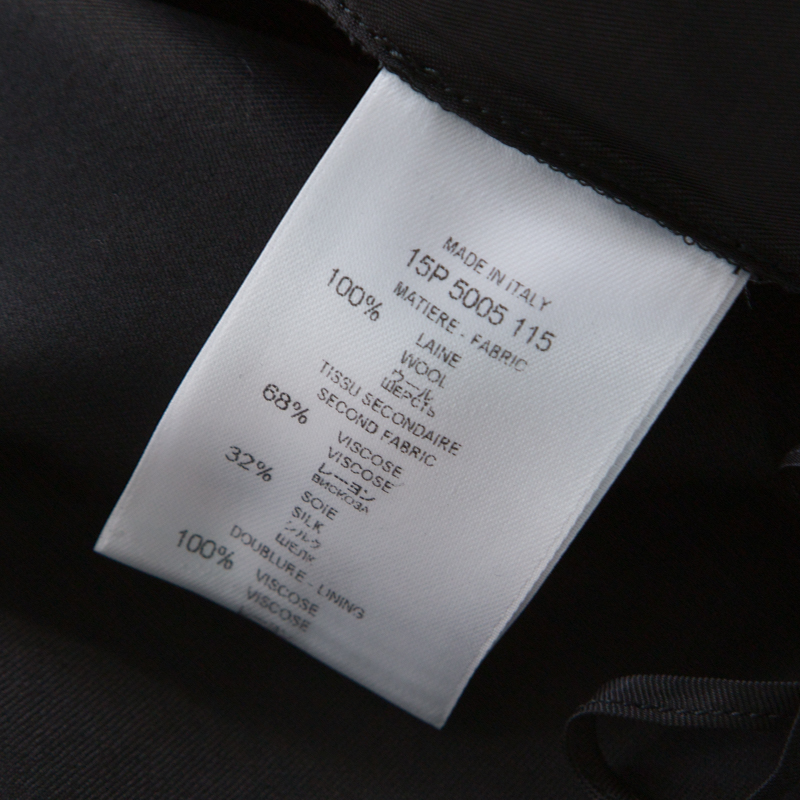 MADE IN ITALY
15P 5005 115
MATIERE - FABRIC
100% LAINE
WOOL
ウール
ШЕРСТЬ
TISSU SECONDAIRE
SECOND FABRIC
68% VISCOSE
VISCOSE
レーヨン
ВИСКОЗА
32% SOIE
SILK
シルク
ШЕЛК
DOUBLURE - LINING
100% VISCOSE
VISCOSE